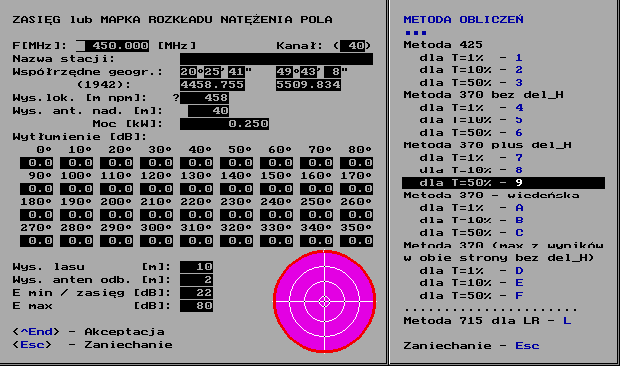 ZASIĘG lub MAPKA ROZKŁADU NATĘŻENIA POLA
F[MHz]: 450.000 [MHz] Kanał: ( 40)
Nazwa stacji:
Współrzędne geogr.: 20°25′41" 49°43′ 8"
(1942): 4458.755 5509.834
Wys.lok. [m npm]: ? 458
Wys. ant. nad. [m]: 40
Moc [kW]: 0.250
Wytłumienie [dB]:
0° 10° 20° 30° 40° 50° 60° 70° 80°
0.0 0.0 0.0 0.0 0.0 0.0 0.0 0.0 0.0
90° 100° 110° 120° 130° 140° 150° 160° 170°
0.0 0.0 0.0 0.0 0.0 0.0 0.0 0.0 0.0
180° 190° 200° 210° 220° 230° 240° 250° 260°
0.0 0.0 0.0 0.0 0.0 0.0 0.0 0.0 0.0
270° 280° 290° 300° 310° 320° 330° 340° 350°
0.0 0.0 0.0 0.0 0.0 0.0 0.0 0.0 0.0
Wys. lasu [m]: 10
Wys. anten odb. [m]: 2
E min / zasięg [dB]: 22
E max [dB]: 80
<^End> - Akceptacja
<Esc> - Zaniechanie
METODA OBLICZEŃ
Metoda 425
dla T=1% - 1
dla T=10% - 2
dla T=50% - 3
Metoda 370 bez del_H
dla T=1% - 4
dla T=10% - 5
dla T=50% - 6
Metoda 370 plus del_H
dla T=1% - 7
dla T=10% - 8
dla T=50% - 9
Metoda 370 - wiedeńska
dla T=1% - A
dla T=10% - B
dla T=50% - C
Metoda 370 (max z wyników
w obie strony bez del_H)
dla T=1% - D
dla T=10% - E
dla T=50% - F
......................
Metoda 715 dla LR - L
Zaniechanie - Esc